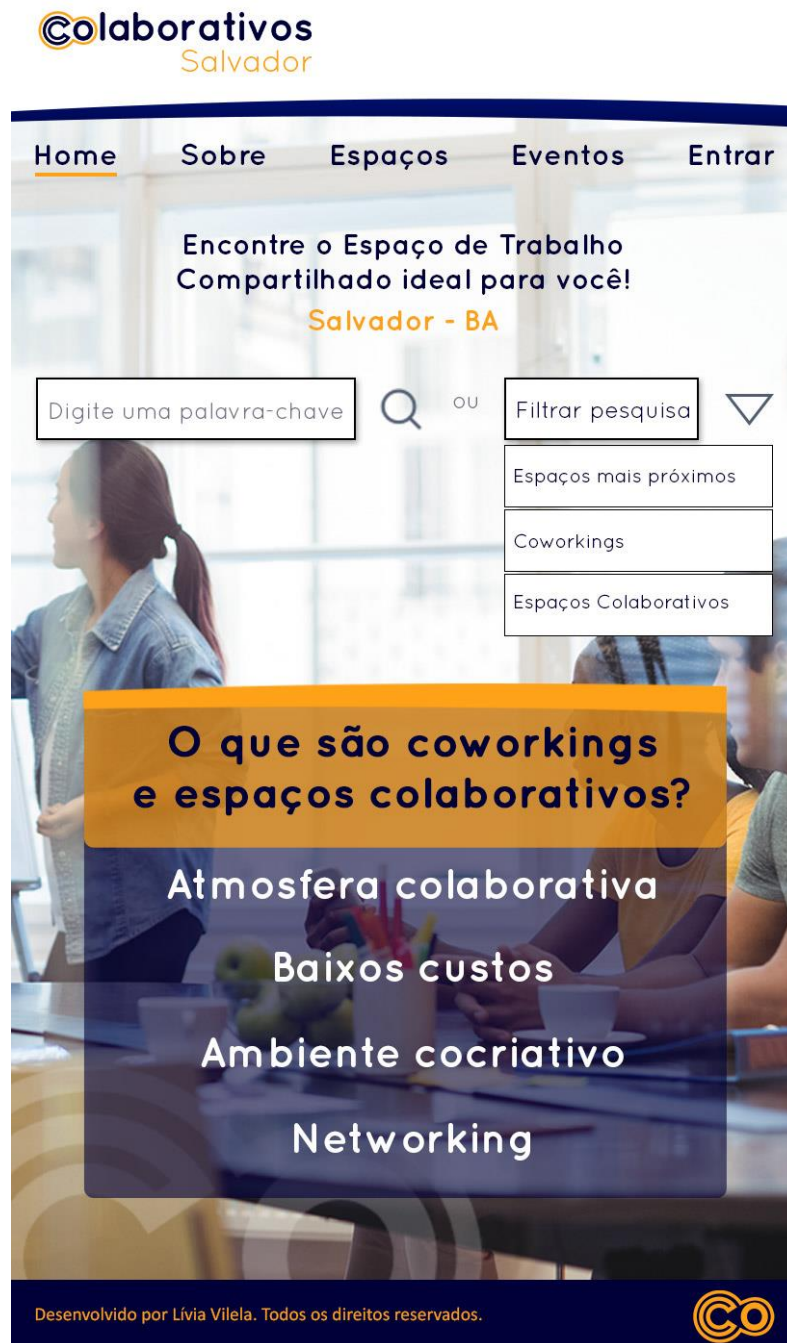 Colaborativos
Salvador
Home Sobre Espaços Eventos Entrar
Encontre o Espaço de Trabalho
Compartilhado ideal para você!
Salvador - BA
Digite uma palavra-chave ou Filtrar pesquisa
Espaços mais próximos
Coworkings
Espaços Colaborativos
O que são coworkings
e espaços colaborativos?
Atmosfera colaborativa
Baixos custos
Ambiente cocriativo
Networking
Desenvolvido por Lívia Vilela. Todos os direitos reservados.
CO